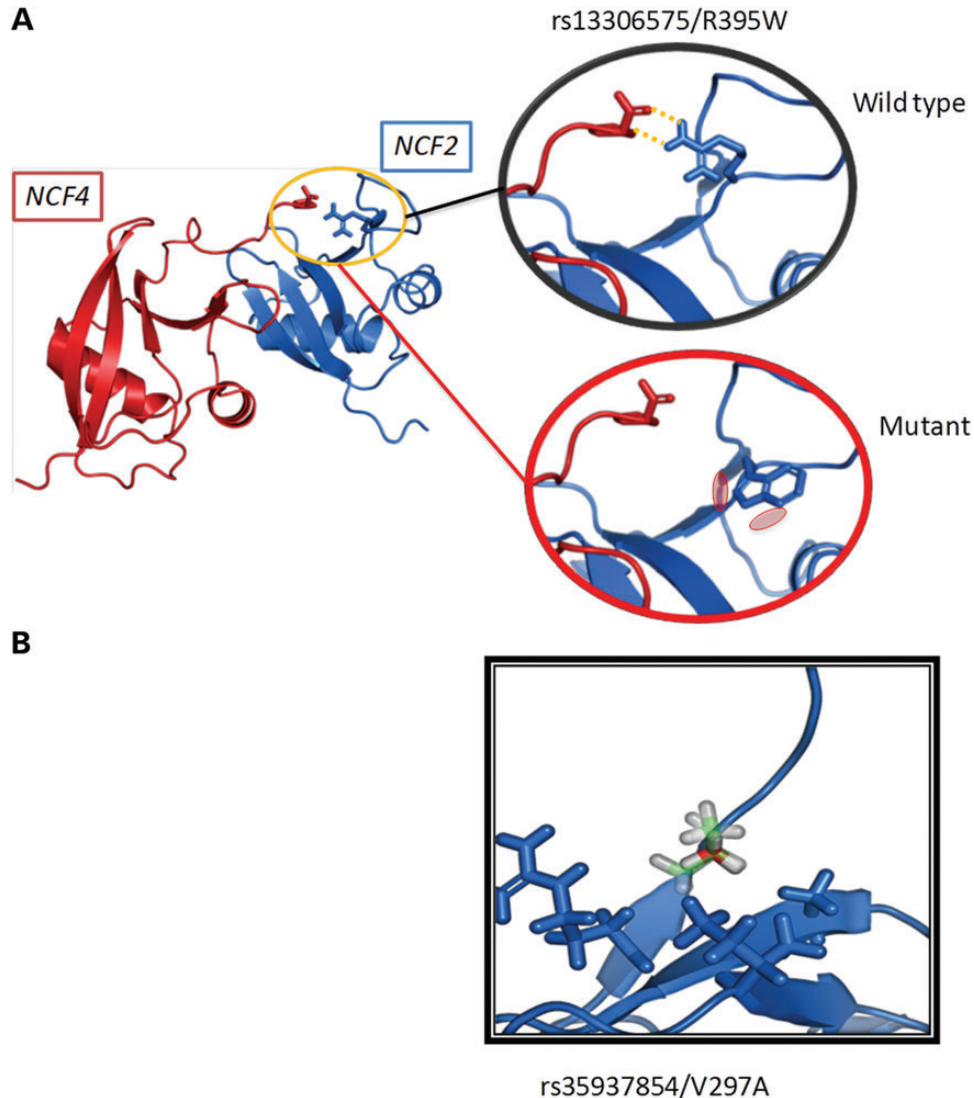 A
rs13306575/R395W
Wild type
NCF2
NCF4
Mutant
B
rs35937854/V297A